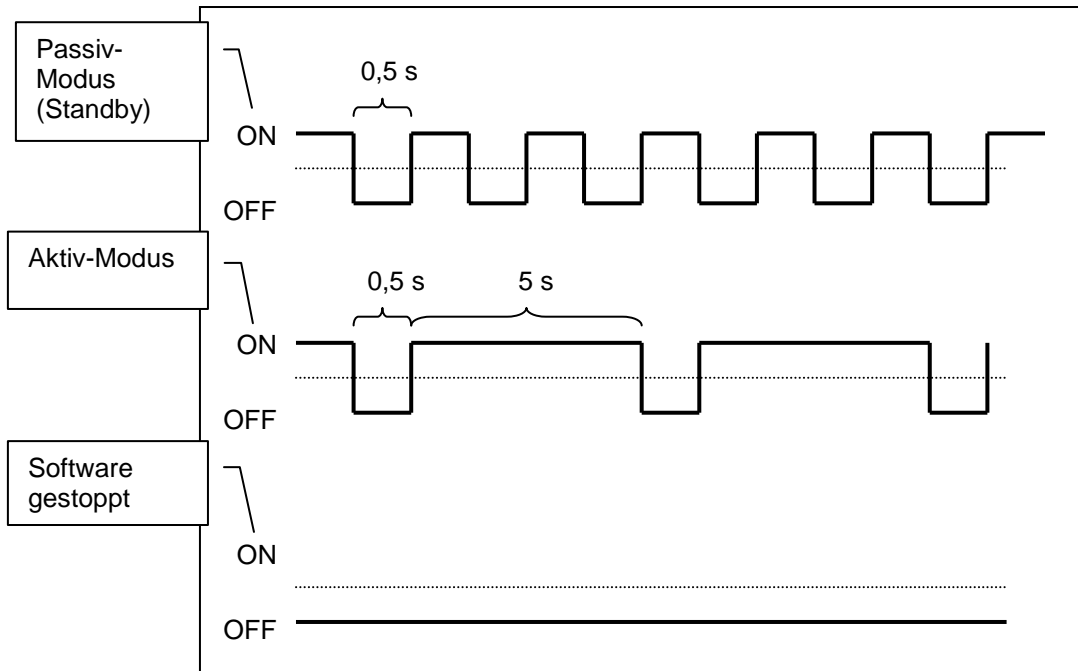 Passiv-
Modus
(Standby)
0,5 s
ON
OFF
Aktiv-Modus
0,5 s
5 s
ON
OFF
Software
gestoppt
ON
OFF